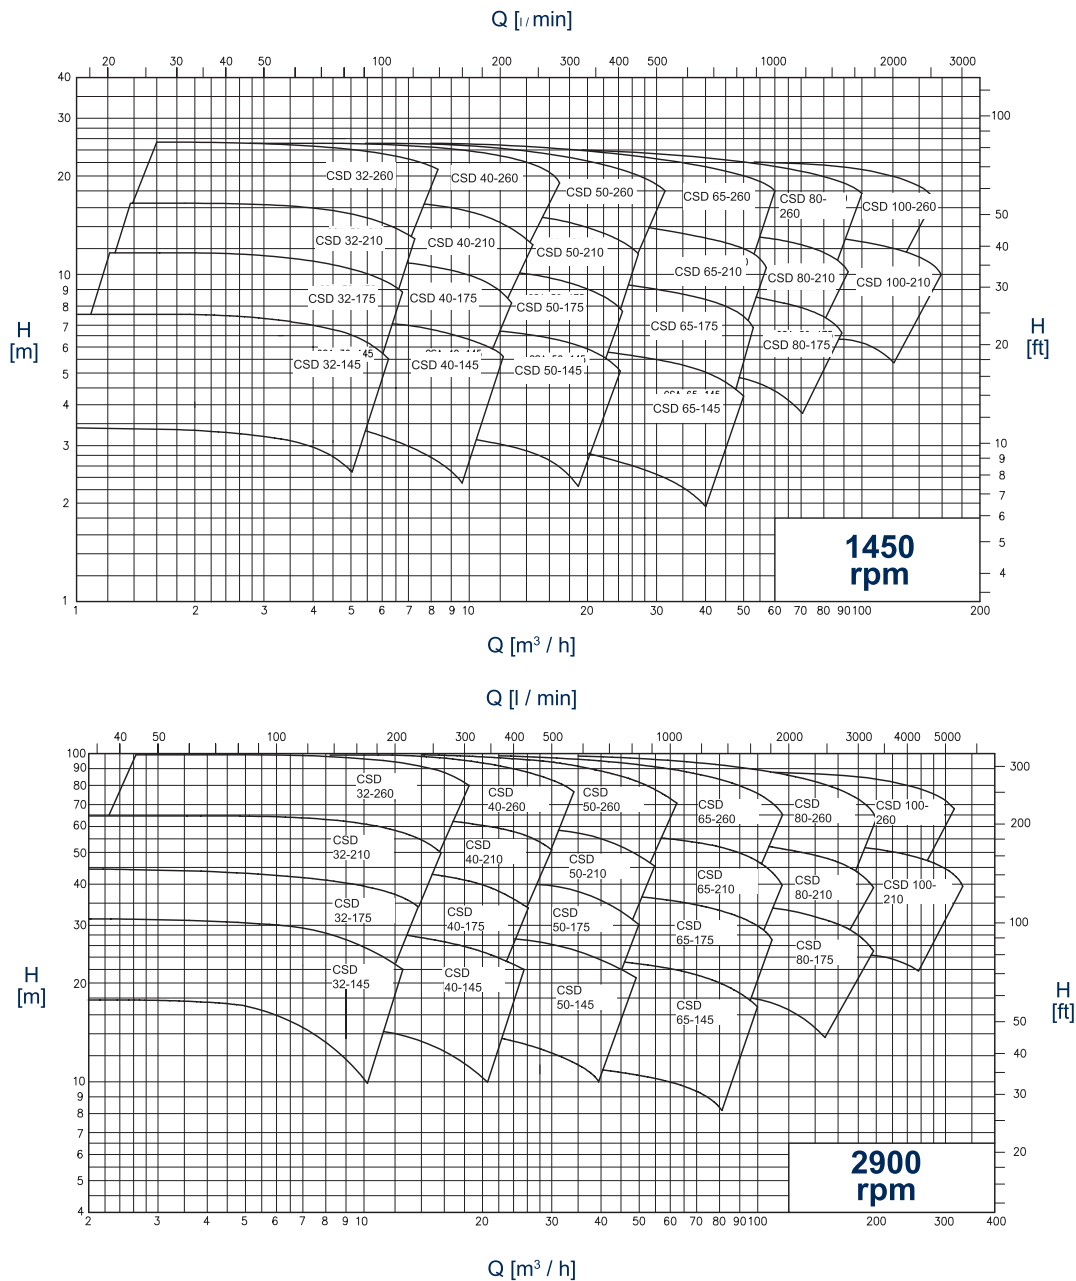 Q [l / min]
20 30 40 50 100 200 300 400 500 1000 2000 3000
40
30
20
10
9
8
7
6
5
4
3
2
1
H
[m]
100
50
40
30
20
10
9
8
7
6
5
4
H
[ft]
CSD 32-260
CSD 40-260
CSD 50-260
CSD 65-260
CSD 80-
260
CSD 100-260
CSD 32-210
CSD 40-210
CSD 50-210
CSD 65-210
CSD 80-210
CSD 100-210
CSD 32-175
CSD 40-175
CSD 50-175
CSD 65-175
CSD 80-175
CSD 32-145
CSD 40-145
CSD 50-145
CSD 65-145
1450
rpm
1 2 3 4 5 6 7 8 9 10 20 30 40 50 60 70 80 90 100 200
Q [m³ / h]
Q [l / min]
40 50 100 200 300 400 500 1000 2000 3000 4000 5000
100
90
80
70
60
50
40
30
20
10
9
8
7
6
5
4
H
[m]
300
200
100
50
40
30
20
H
[ft]
CSD
32-260
CSD
40-260
CSD
50-260
CSD
65-260
CSD
80-260
CSD 100-
260
CSD
32-210
CSD
40-210
CSD
50-210
CSD
65-210
CSD
80-210
CSD 100-
210
CSD
32-175
CSD
40-175
CSD
50-175
CSD
65-175
CSD
80-175
CSD
32-145
CSD
40-145
CSD
50-145
CSD
65-145
2900
rpm
2 3 4 5 6 7 8 9 10 20 30 40 50 60 70 80 90 100 200 300 400
Q [m³ / h]